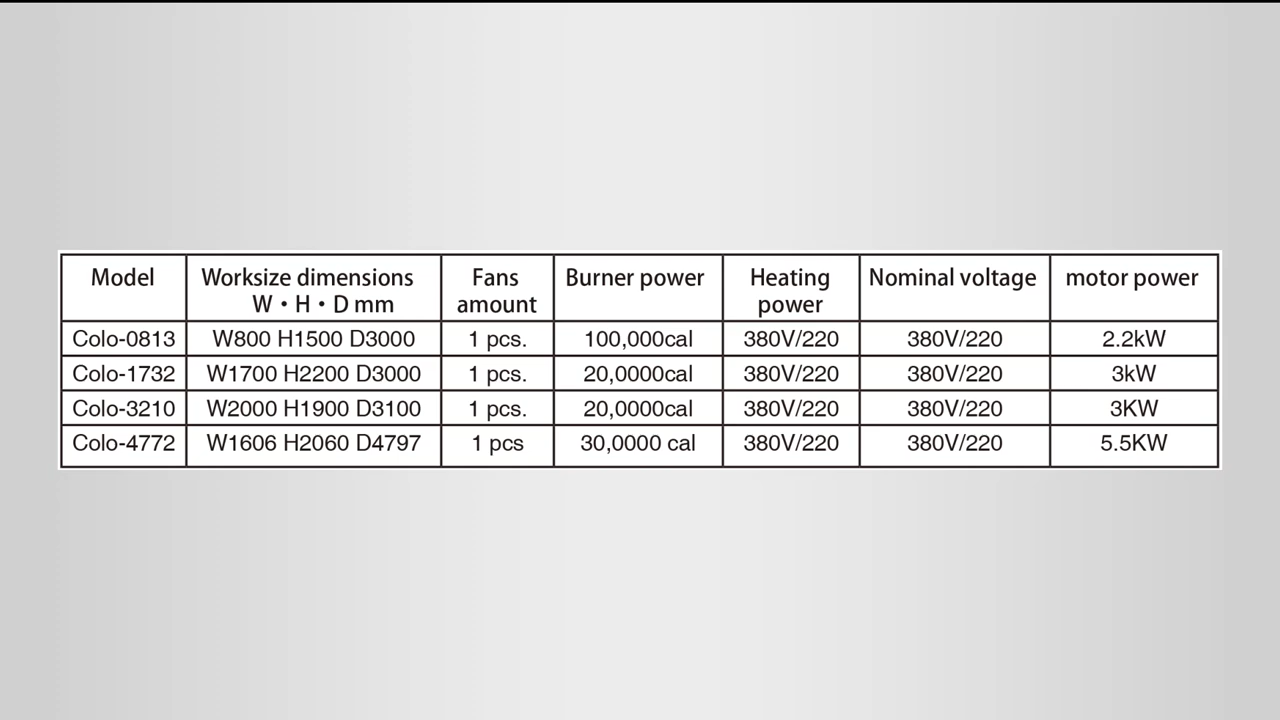 Model Worksize dimensions W・H・D mm Fans amount Burner power Heating power Nominal voltage motor power
Colo-0813 W800 H1500 D3000 1 pcs. 100,000cal 380V/220 380V/220 2.2kW
Colo-1732 W1700 H2200 D3000 1 pcs. 20,0000cal 380V/220 380V/220 3kW
Colo-3210 W2000 H1900 D3100 1 pcs. 20,0000cal 380V/220 380V/220 3KW
Colo-4772 W1606 H2060 D4797 1 pcs 30,0000 cal 380V/220 380V/220 5.5KW